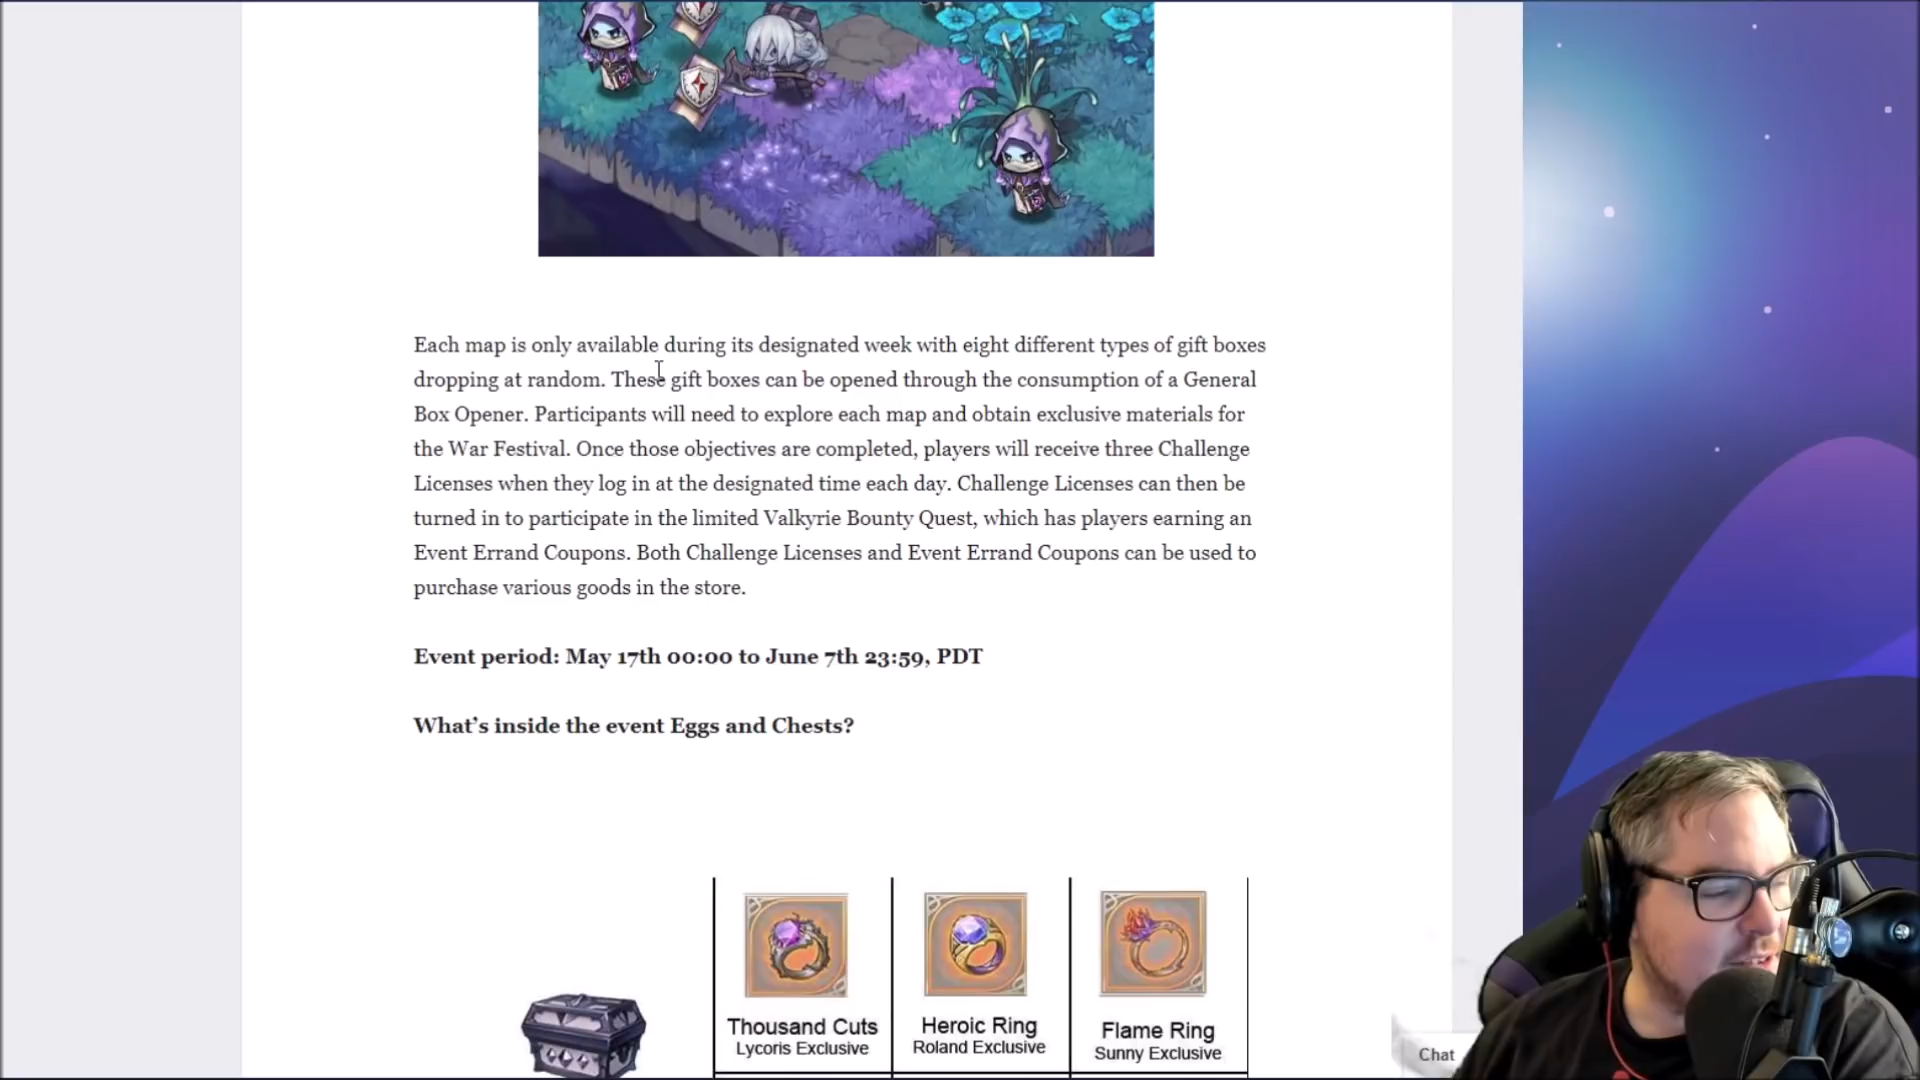 Each map is only available during its designated week with eight different types of gift boxes
dropping at random. These gift boxes can be opened through the consumption of a General
Box Opener. Participants will need to explore each map and obtain exclusive materials for
the War Festival. Once those objectives are completed, players will receive three Challenge
Licenses when they log in at the designated time each day. Challenge Licenses can then be
turned in to participate in the limited Valkyrie Bounty Quest, which has players earning an
Event Errand Coupons. Both Challenge Licenses and Event Errand Coupons can be used to
purchase various goods in the store.
Event period: May 17th 00:00 to June 7th 23:59, PDT
What's inside the event Eggs and Chests?
Thousand Cuts
Lycoris Exclusive
Heroic Ring
Roland Exclusive
Flame Ring
Sunny Exclusive
Chat